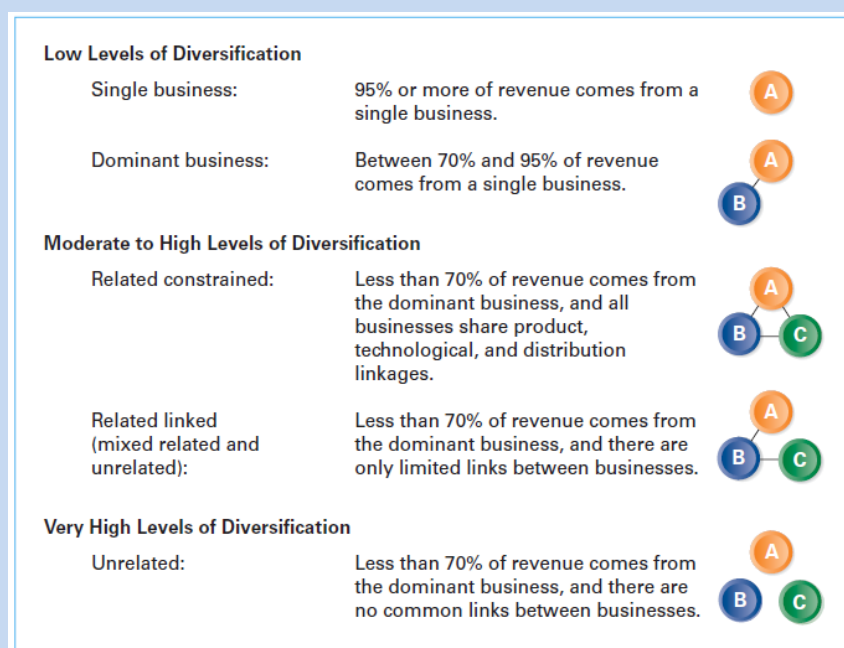 Low Levels of Diversification
Single business:
95% or more of revenue comes from a
single business.
A
Dominant business:
Between 70% and 95% of revenue
comes from a single business.
A
B
Moderate to High Levels of Diversification
Related constrained:
Less than 70% of revenue comes from
the dominant business, and all
businesses share product,
technological, and distribution
linkages.
A
B
C
Related linked
(mixed related and
unrelated):
Less than 70% of revenue comes from
the dominant business, and there are
only limited links between businesses.
A
B
C
Very High Levels of Diversification
Unrelated:
Less than 70% of revenue comes from
the dominant business, and there are
no common links between businesses.
A
B
C